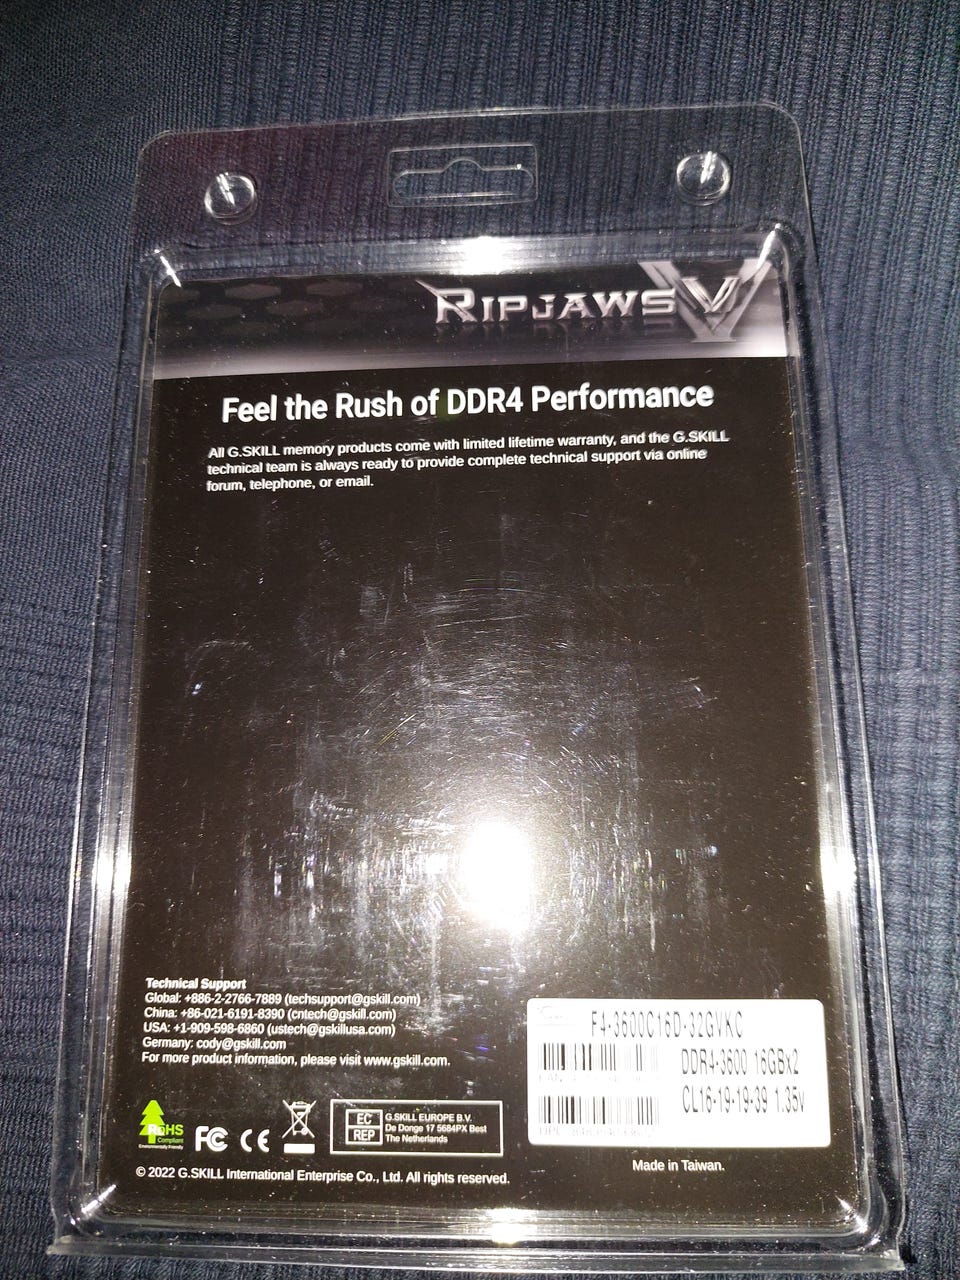 RIPJAWS V
Feel the Rush of DDR4 Performance
All G.SKILL memory products come with limited lifetime warranty, and the G.SKILL
technical team is always ready to provide complete technical support via online
forum, telephone, or email.
Technical Support
Global: +886-2-2766-7889 (techsupport@gskill.com)
China: +86-021-6191-8390 (cntech@gskill.com)
USA: +1-909-598-6860 (ustech@gskillusa.com)
Germany: cody@gskill.com
For more product information, please visit www.gskill.com.
F4-3600C16D-32GVKC
DDR4-3600 16GBx2
CL16-19-19-39 1.35v
RoHS
Compliant
Environmentally Friendly
FC CE
EC
REP
G.SKILL EUROPE B.V.
De Donge 17 5684PX Best
The Netherlands
© 2022 G.SKILL International Enterprise Co., Ltd. All rights reserved.
Made in Taiwan.